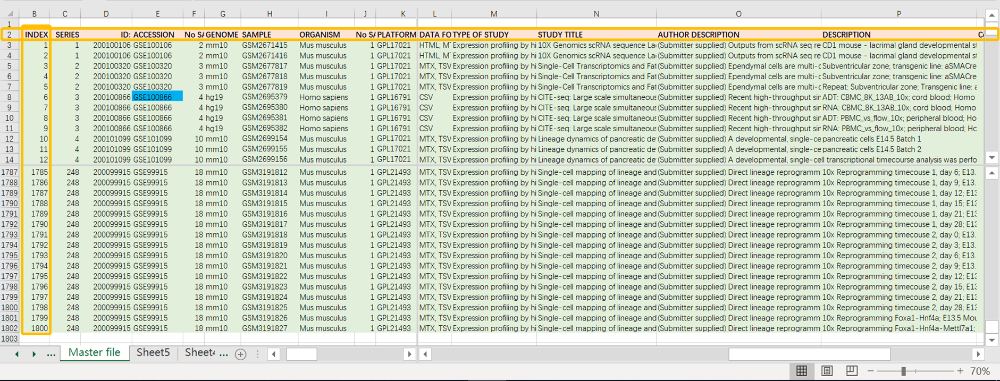 B C D E F G H I J K L M N O P
1
2 INDEX SERIES ID: ACCESSION No SA GENOME SAMPLE ORGANISM No SA PLATFORM DATA FO TYPE OF STUDY STUDY TITLE AUTHOR DESCRIPTION DESCRIPTION
3 1 1 200100106 GSE100106 2 mm10 GSM2671415 Mus musculus 1 GPL17021 HTML, MT Expression profiling by hi 10X Genomics scRNA sequence Lac (Submitter supplied) Outputs from scRNA seq re CD1 mouse - lacrimal gland developmental st
4 2 1 200100106 GSE100106 2 mm10 GSM2671416 Mus musculus 1 GPL17021 HTML, MT Expression profiling by hi 10X Genomics scRNA sequence Lac (Submitter supplied) Outputs from scRNA seq re CD1 mouse - lacrimal gland developmental st
5 3 2 200100320 GSE100320 3 mm10 GSM2677817 Mus musculus 1 GPL17021 MTX, TSV Expression profiling by hi Single-Cell Transcriptomics and Fat (Submitter supplied) Ependymal cells are multi-c Subventricular zone; transgenic line: aSMACre
6 4 2 200100320 GSE100320 3 mm10 GSM2677818 Mus musculus 1 GPL17021 MTX, TSV Expression profiling by hi Single-Cell Transcriptomics and Fat (Submitter supplied) Ependymal cells are multi-c Subventricular zone; transgenic line: aSMACre
7 5 2 200100320 GSE100320 3 mm10 GSM2677819 Mus musculus 1 GPL17021 MTX, TSV Expression profiling by hi Single-Cell Transcriptomics and Fat (Submitter supplied) Ependymal cells are multi-c Repeat: Subventricular zone; Transgenic line: a
8 6 3 200100866 GSE100866 4 hg19 GSM2695379 Homo sapiens 1 GPL16791 CSV Expression profiling by hi CITE-seq: Large scale simultaneous (Submitter supplied) Recent high-throughput sin ADT: CBMC_8K_13AB_10x; cord blood; Homo
9 7 3 200100866 GSE100866 4 hg19 GSM2695380 Homo sapiens 1 GPL16791 CSV Expression profiling by hi CITE-seq: Large scale simultaneous (Submitter supplied) Recent high-throughput sin RNA: CBMC_8K_13AB_10x; cord blood; Homo
10 8 3 200100866 GSE100866 4 hg19 GSM2695381 Homo sapiens 1 GPL16791 CSV Expression profiling by hi CITE-seq: Large scale simultaneous (Submitter supplied) Recent high-throughput sin ADT: PBMC_vs_flow_10x; peripheral blood; Ho
11 9 3 200100866 GSE100866 4 hg19 GSM2695382 Homo sapiens 1 GPL16791 CSV Expression profiling by hi CITE-seq: Large scale simultaneous (Submitter supplied) Recent high-throughput sin RNA: PBMC_vs_flow_10x; peripheral blood; Ho
12 10 4 200101099 GSE101099 10 mm10 GSM2699154 Mus musculus 1 GPL17021 MTX, TSV Expression profiling by hi Lineage dynamics of pancreatic de (Submitter supplied) A developmental, single-ce pancreatic cells E14.5 Batch 1
13 11 4 200101099 GSE101099 10 mm10 GSM2699155 Mus musculus 1 GPL17021 MTX, TSV Expression profiling by hi Lineage dynamics of pancreatic de (Submitter supplied) A developmental, single-ce pancreatic cells E14.5 Batch 2
14 12 4 200101099 GSE101099 10 mm10 GSM2699156 Mus musculus 1 GPL17021 MTX, TSV Expression profiling by hi Lineage dynamics of pancreatic de (Submitter supplied) A developmental, single-cell transcriptional timecourse analysis was perfo
1787 1785 248 200099915 GSE99915 18 mm10 GSM3191812 Mus musculus 1 GPL21493 MTX, TSV Expression profiling by hi Single-cell mapping of lineage and (Submitter supplied) Direct lineage reprogramm 10x Reprogramming timecouse 1, day 6; E13.
1788 1786 248 200099915 GSE99915 18 mm10 GSM3191813 Mus musculus 1 GPL21493 MTX, TSV Expression profiling by hi Single-cell mapping of lineage and (Submitter supplied) Direct lineage reprogramm 10x Reprogramming timecouse 1, day 9; E13.
1789 1787 248 200099915 GSE99915 18 mm10 GSM3191814 Mus musculus 1 GPL21493 MTX, TSV Expression profiling by hi Single-cell mapping of lineage and (Submitter supplied) Direct lineage reprogramm 10x Reprogramming timecouse 1, day 12; E13
1790 1788 248 200099915 GSE99915 18 mm10 GSM3191815 Mus musculus 1 GPL21493 MTX, TSV Expression profiling by hi Single-cell mapping of lineage and (Submitter supplied) Direct lineage reprogramm 10x Reprogramming timecouse 1, day 15; E13
1791 1789 248 200099915 GSE99915 18 mm10 GSM3191816 Mus musculus 1 GPL21493 MTX, TSV Expression profiling by hi Single-cell mapping of lineage and (Submitter supplied) Direct lineage reprogramm 10x Reprogramming timecouse 1, day 21; E13
1792 1790 248 200099915 GSE99915 18 mm10 GSM3191817 Mus musculus 1 GPL21493 MTX, TSV Expression profiling by hi Single-cell mapping of lineage and (Submitter supplied) Direct lineage reprogramm 10x Reprogramming timecouse 1, day 28; E13
1793 1791 248 200099915 GSE99915 18 mm10 GSM3191818 Mus musculus 1 GPL21493 MTX, TSV Expression profiling by hi Single-cell mapping of lineage and (Submitter supplied) Direct lineage reprogramm 10x Reprogramming timecouse 2, day 0; E13.
1794 1792 248 200099915 GSE99915 18 mm10 GSM3191819 Mus musculus 1 GPL21493 MTX, TSV Expression profiling by hi Single-cell mapping of lineage and (Submitter supplied) Direct lineage reprogramm 10x Reprogramming timecouse 2, day 3; E13.
1795 1793 248 200099915 GSE99915 18 mm10 GSM3191820 Mus musculus 1 GPL21493 MTX, TSV Expression profiling by hi Single-cell mapping of lineage and (Submitter supplied) Direct lineage reprogramm 10x Reprogramming timecouse 2, day 6; E13.
1796 1794 248 200099915 GSE99915 18 mm10 GSM3191821 Mus musculus 1 GPL21493 MTX, TSV Expression profiling by hi Single-cell mapping of lineage and (Submitter supplied) Direct lineage reprogramm 10x Reprogramming timecouse 2, day 9; E13.
1797 1795 248 200099915 GSE99915 18 mm10 GSM3191822 Mus musculus 1 GPL21493 MTX, TSV Expression profiling by hi Single-cell mapping of lineage and (Submitter supplied) Direct lineage reprogramm 10x Reprogramming timecouse 2, day 12; E13
1798 1796 248 200099915 GSE99915 18 mm10 GSM3191823 Mus musculus 1 GPL21493 MTX, TSV Expression profiling by hi Single-cell mapping of lineage and (Submitter supplied) Direct lineage reprogramm 10x Reprogramming timecouse 2, day 15; E13
1799 1797 248 200099915 GSE99915 18 mm10 GSM3191824 Mus musculus 1 GPL21493 MTX, TSV Expression profiling by hi Single-cell mapping of lineage and (Submitter supplied) Direct lineage reprogramm 10x Reprogramming timecouse 2, day 21; E13
1800 1798 248 200099915 GSE99915 18 mm10 GSM3191825 Mus musculus 1 GPL21493 MTX, TSV Expression profiling by hi Single-cell mapping of lineage and (Submitter supplied) Direct lineage reprogramm 10x Reprogramming timecouse 2, day 28; E13
1801 1799 248 200099915 GSE99915 18 mm10 GSM3191826 Mus musculus 1 GPL21493 MTX, TSV Expression profiling by hi Single-cell mapping of lineage and (Submitter supplied) Direct lineage reprogramm 10x Reprogramming Foxa1-Hnf4a; E13.5 Mou
1802 1800 248 200099915 GSE99915 18 mm10 GSM3191827 Mus musculus 1 GPL21493 MTX, TSV Expression profiling by hi Single-cell mapping of lineage and (Submitter supplied) Direct lineage reprogramm 10x Reprogramming Foxa1-Hnf4a-Mettl7a1;
1803
... Master file Sheet5 Sheet4 ...
70%